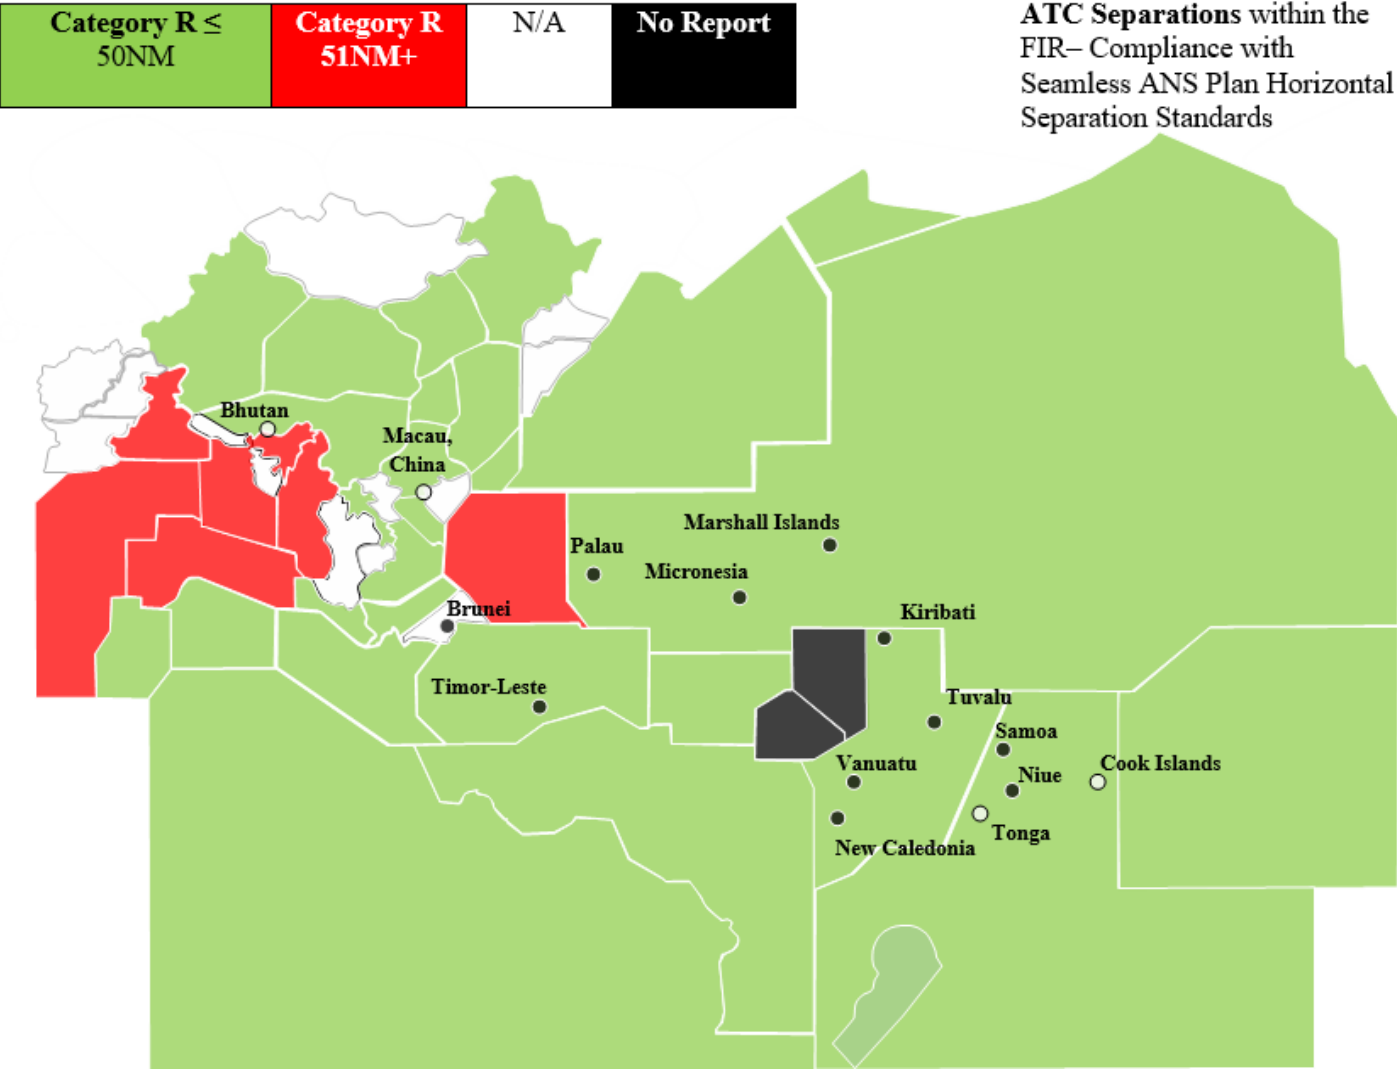 Category R ≤
50NM
Category R
51NM+
N/A
No Report
ATC Separations within the
FIR– Compliance with
Seamless ANS Plan Horizontal
Separation Standards
Bhutan
Macau,
China
Marshall Islands
Palau
Micronesia
Brunei
Kiribati
Timor-Leste
Tuvalu
Samoa
Vanuatu
Niue
Cook Islands
Tonga
New Caledonia